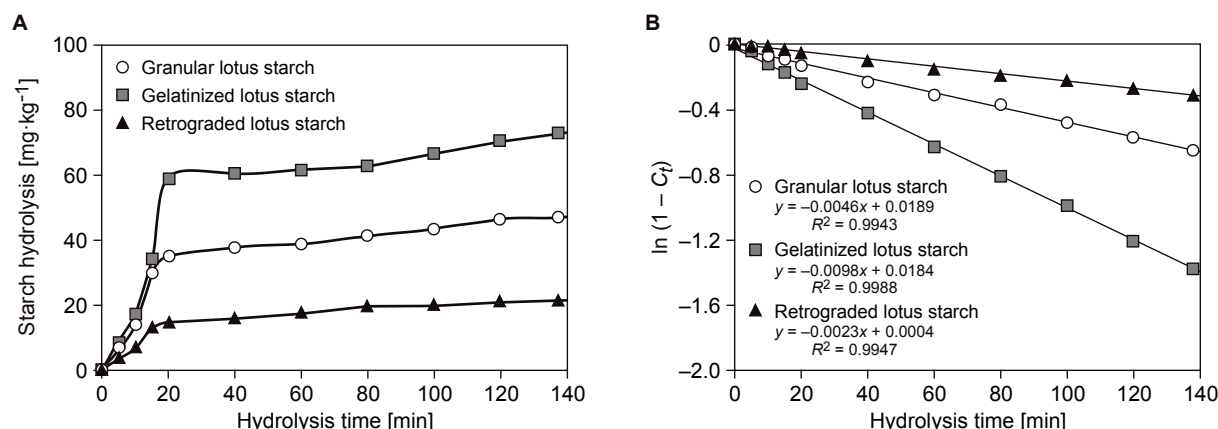 A
100
80
60
40
20
0
Starch hydrolysis [mg·kg⁻¹]
Granular lotus starch
Gelatinized lotus starch
Retrograded lotus starch
0 20 40 60 80 100 120 140
Hydrolysis time [min]
B
0
–0.4
–0.8
–1.2
–1.6
–2.0
ln (1 – Cₜ)
Granular lotus starch
y = –0.0046x + 0.0189
R² = 0.9943
Gelatinized lotus starch
y = –0.0098x + 0.0184
R² = 0.9988
Retrograded lotus starch
y = –0.0023x + 0.0004
R² = 0.9947
0 20 40 60 80 100 120 140
Hydrolysis time [min]